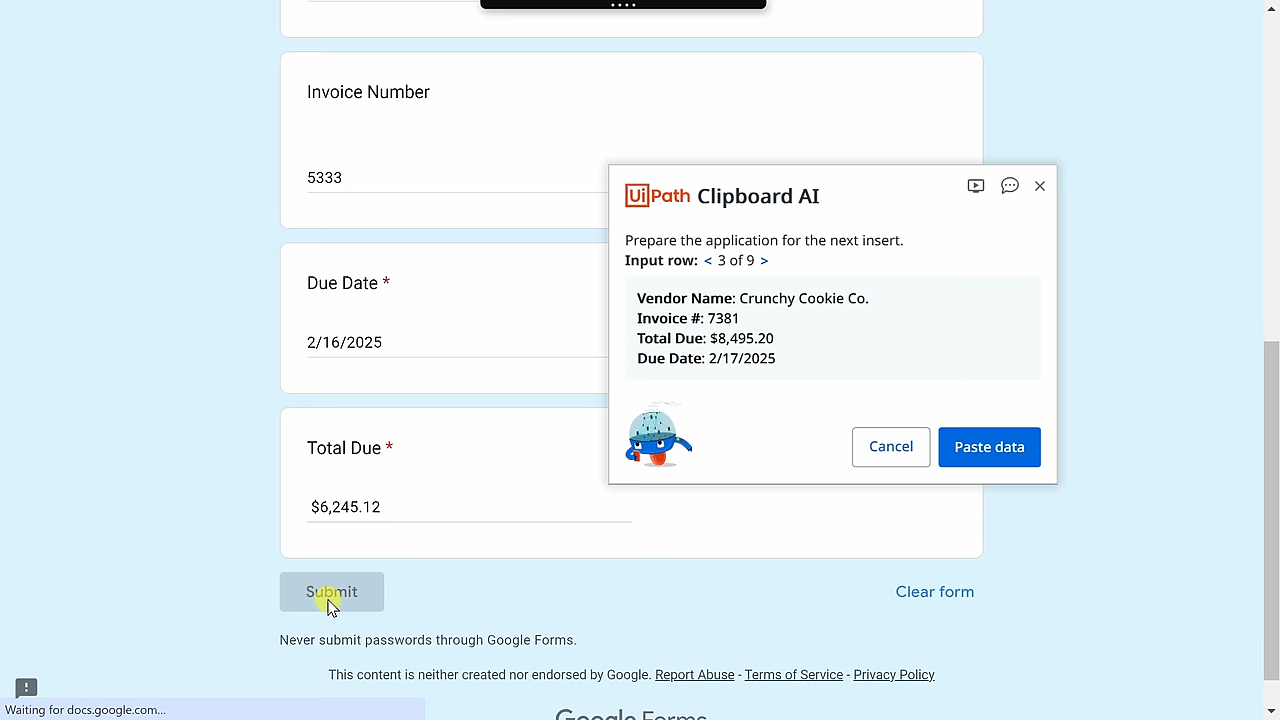 Invoice Number
5333
Due Date *
2/16/2025
Total Due *
$6,245.12
Submit
Clear form
Never submit passwords through Google Forms.
This content is neither created nor endorsed by Google. Report Abuse - Terms of Service - Privacy Policy
Google Forms
UiPath Clipboard AI
Prepare the application for the next insert.
Input row: < 3 of 9 >
Vendor Name: Crunchy Cookie Co.
Invoice #: 7381
Total Due: $8,495.20
Due Date: 2/17/2025
Cancel
Paste data
Waiting for docs.google.com...